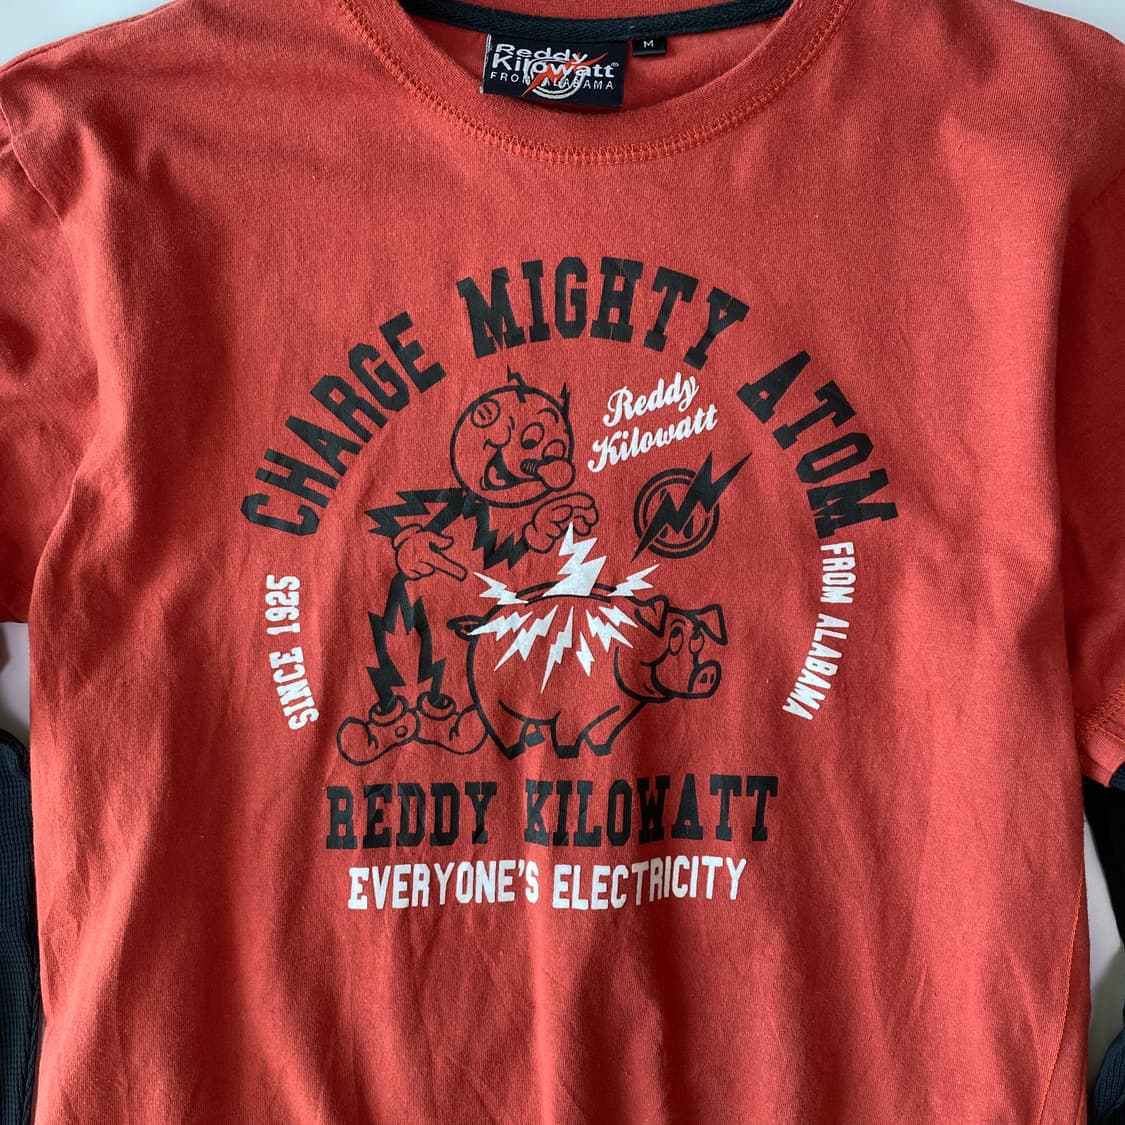 Reddy
Kilowatt®
FROM ALABAMA
M
CHARGE MIGHTY ATOM
Reddy
Kilowatt
SINCE 1925
FROM ALABAMA
REDDY KILOWATT
EVERYONE'S ELECTRICITY